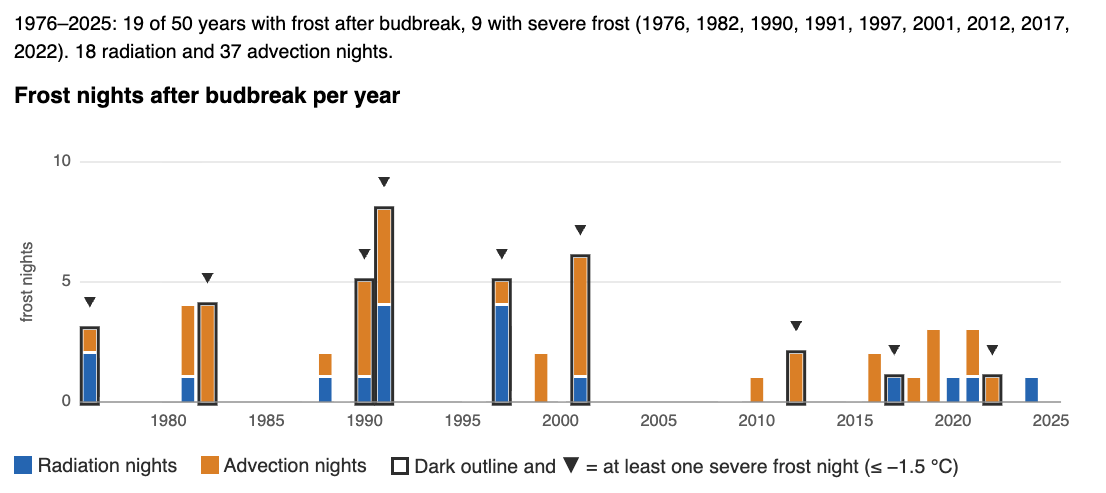 1976–2025: 19 of 50 years with frost after budbreak, 9 with severe frost (1976, 1982, 1990, 1991, 1997, 2001, 2012, 2017,
2022). 18 radiation and 37 advection nights.
Frost nights after budbreak per year
10
5
0
frost nights
1980 1985 1990 1995 2000 2005 2010 2015 2020 2025
Radiation nights Advection nights Dark outline and ▼ = at least one severe frost night (≤ −1.5 °C)